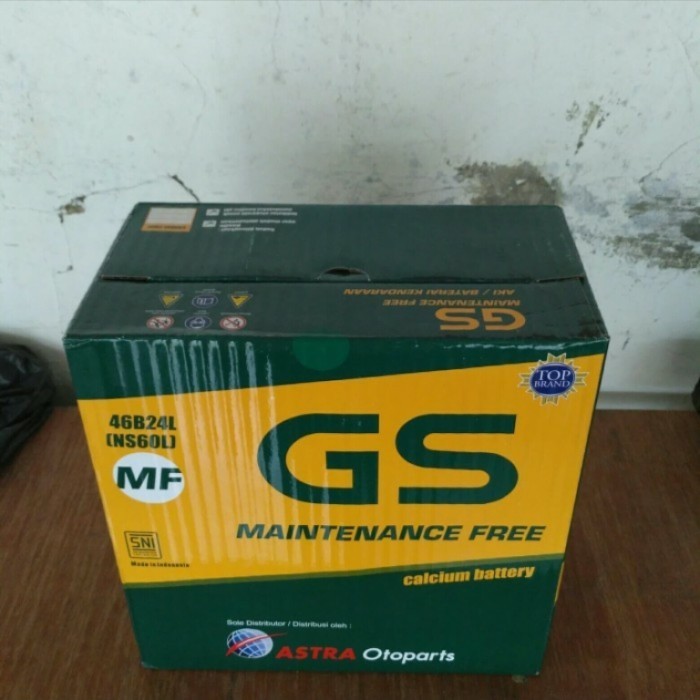 GS
MAINTENANCE FREE
AKI / BATERAI KENDARAAN
TOP
BRAND
46B24L
(NS60L)
MF
GS
MAINTENANCE FREE
calcium battery
SNI
Made in Indonesia
Sole Distributor / Distribusi oleh :
ASTRA Otoparts